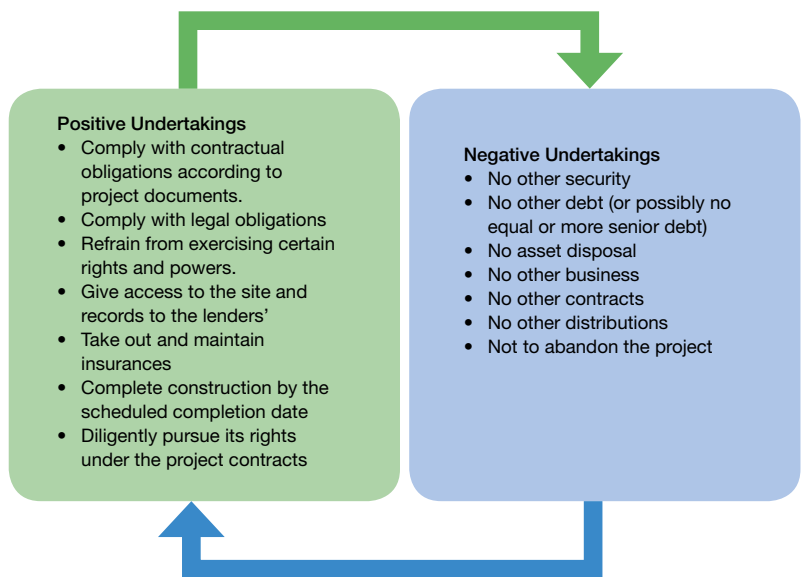 Positive Undertakings
• Comply with contractual
obligations according to
project documents.
• Comply with legal obligations
• Refrain from exercising certain
rights and powers.
• Give access to the site and
records to the lenders’
• Take out and maintain
insurances
• Complete construction by the
scheduled completion date
• Diligently pursue its rights
under the project contracts
Negative Undertakings
• No other security
• No other debt (or possibly no
equal or more senior debt)
• No asset disposal
• No other business
• No other contracts
• No other distributions
• Not to abandon the project